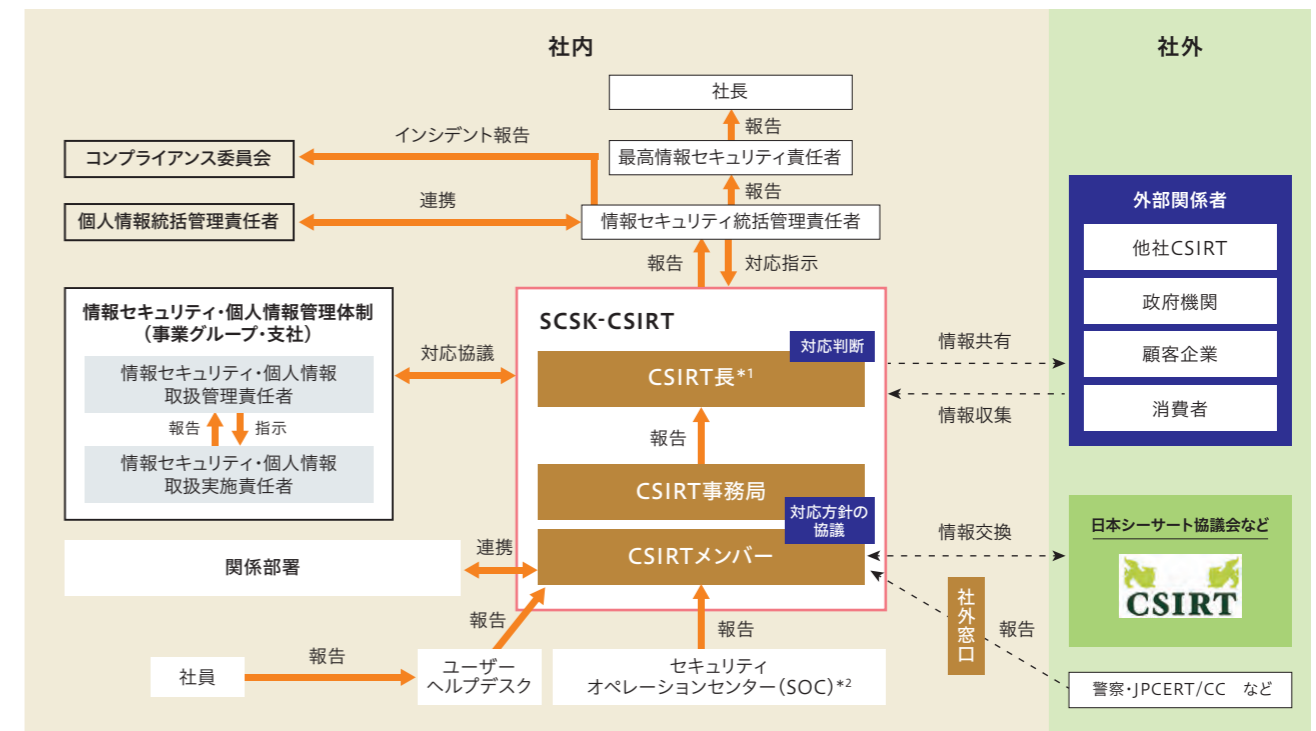 社内
社外
社長
報告
インシデント報告
コンプライアンス委員会
最高情報セキュリティ責任者
報告
連携
個人情報統括管理責任者
情報セキュリティ統括管理責任者
報告
対応指示
情報セキュリティ・個人情報管理体制
（事業グループ・支社）
情報セキュリティ・個人情報
取扱管理責任者
報告
指示
情報セキュリティ・個人情報
取扱実施責任者
対応協議
SCSK-CSIRT
対応判断
CSIRT長*1
報告
CSIRT事務局
対応方針の
協議
CSIRTメンバー
関係部署
連携
報告
報告
社員
報告
ユーザー
ヘルプデスク
セキュリティ
オペレーションセンター（SOC）*2
情報共有
情報収集
外部関係者
他社CSIRT
政府機関
顧客企業
消費者
情報交換
日本シーサート協議会など
CSIRT
社外窓口
報告
警察・JPCERT/CC　など